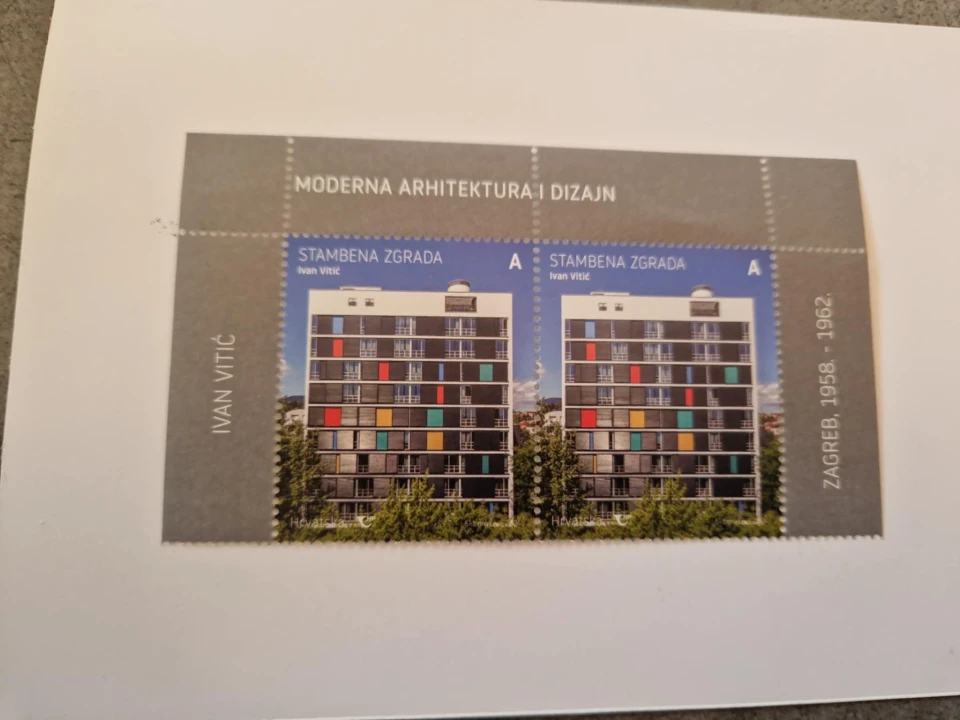 MODERNA ARHITEKTURA I DIZAJN
STAMBENA ZGRADA
Ivan Vitić
A
STAMBENA ZGRADA
Ivan Vitić
A
IVAN VITIĆ
ZAGREB, 1958. - 1962.
Hrvatska
Hrvatska